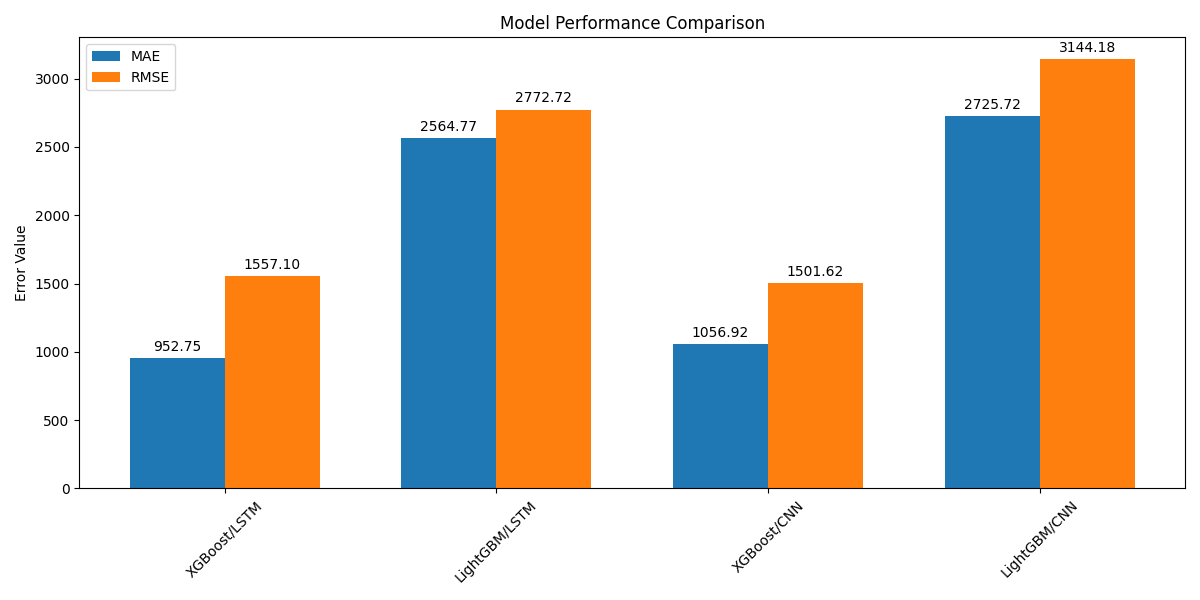 Model Performance Comparison
MAE
RMSE
Error Value
3000
2500
2000
1500
1000
500
0
952.75
1557.10
2564.77
2772.72
1056.92
1501.62
2725.72
3144.18
XGBoost/LSTM
LightGBM/LSTM
XGBoost/CNN
LightGBM/CNN